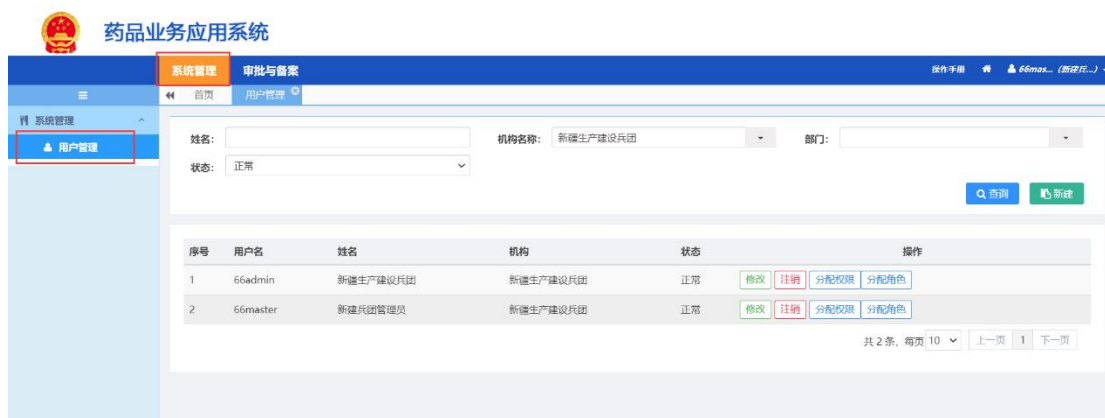 药品业务应用系统
系统管理 审批与备案 操作手册 66mas... (新建兵...)
首页 用户管理
系统管理
用户管理
姓名: 机构名称: 新疆生产建设兵团 部门:
状态: 正常
查询 新建
序号 用户名 姓名 机构 状态 操作
1 66admin 新疆生产建设兵团 新疆生产建设兵团 正常 修改 注销 分配权限 分配角色
2 66master 新建兵团管理员 新疆生产建设兵团 正常 修改 注销 分配权限 分配角色
共 2 条, 每页 10 上一页 1 下一页